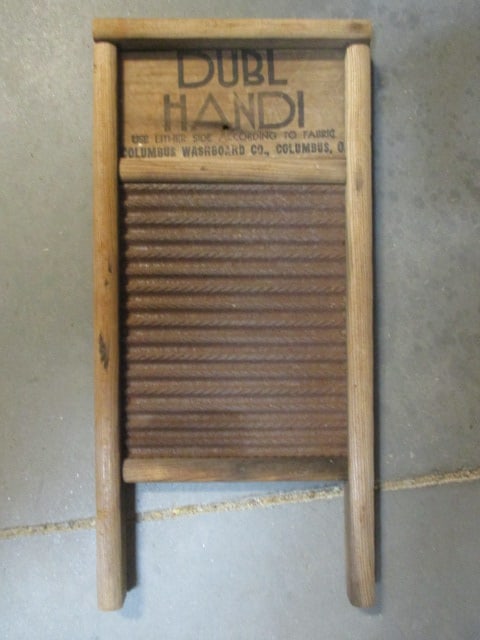 DUBL
HANDI
USE EITHER SIDE ACCORDING TO FABRIC
COLUMBUS WASHBOARD CO., COLUMBUS, O